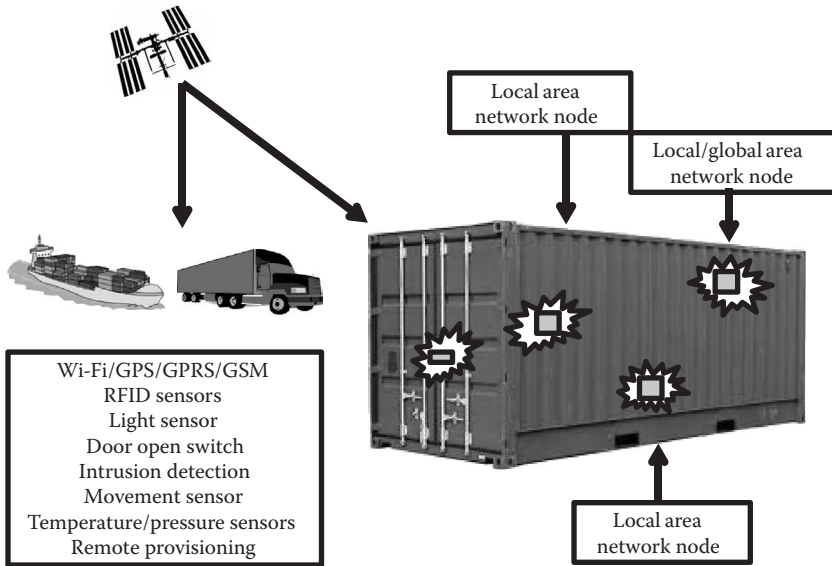 Local area
network node
Local/global area
network node
Wi-Fi/GPS/GPRS/GSM
RFID sensors
Light sensor
Door open switch
Intrusion detection
Movement sensor
Temperature/pressure sensors
Remote provisioning
Local area
network node